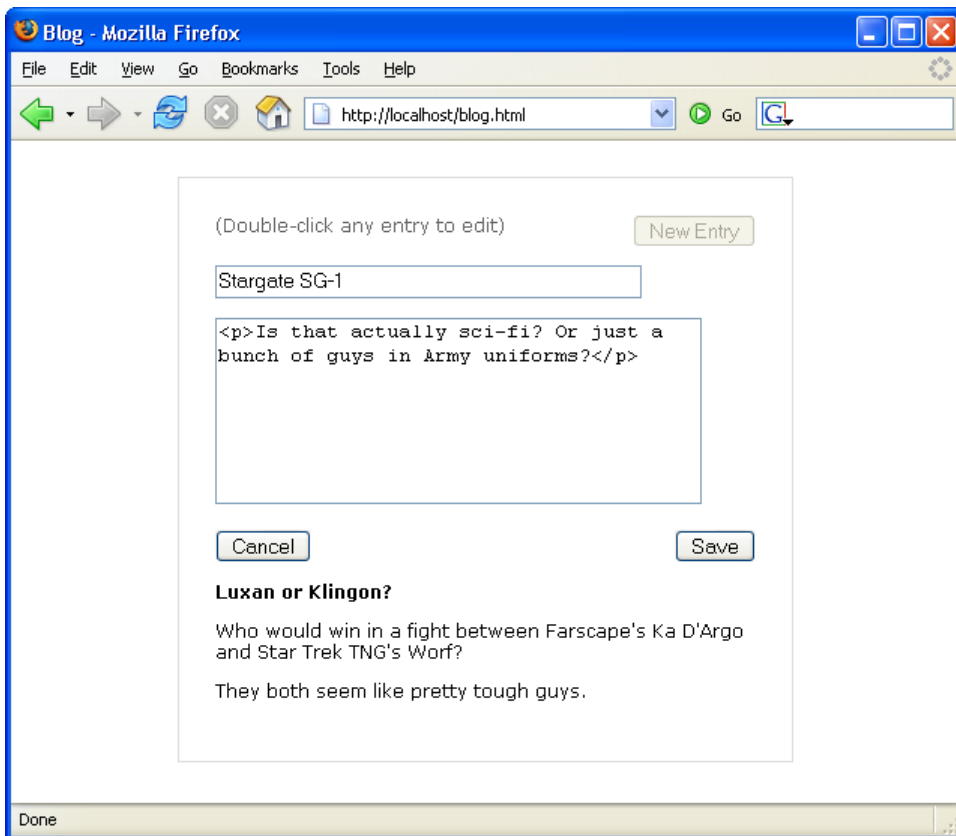 Blog - Mozilla Firefox
File Edit View Go Bookmarks Tools Help
http://localhost/blog.html Go G
(Double-click any entry to edit) New Entry
Stargate SG-1
<p>Is that actually sci-fi? Or just a
bunch of guys in Army uniforms?</p>
Cancel Save
Luxan or Klingon?
Who would win in a fight between Farscape's Ka D'Argo
and Star Trek TNG's Worf?
They both seem like pretty tough guys.
Done